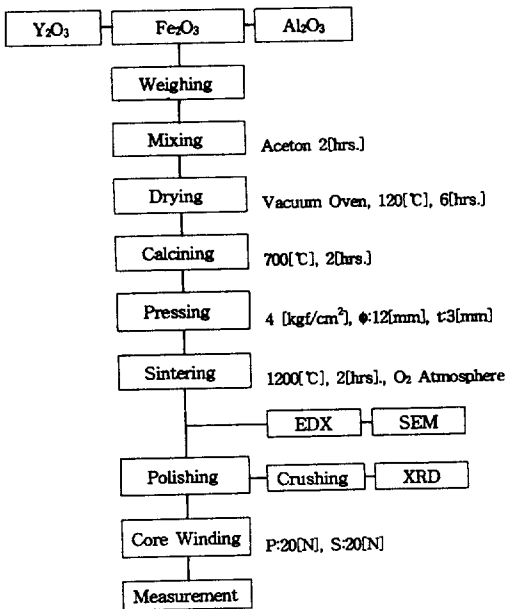 Y₂O₃ Fe₂O₃ Al₂O₃
Weighing
Mixing Aceton 2[hrs.]
Drying Vacuum Oven, 120[℃], 6[hrs.]
Calcining 700[℃], 2[hrs.]
Pressing 4 [kgf/cm²], φ:12[mm], t:3[mm]
Sintering 1200[℃], 2[hrs]., O₂ Atmosphere
EDX SEM
Polishing Crushing XRD
Core Winding P:20[N], S:20[N]
Measurement